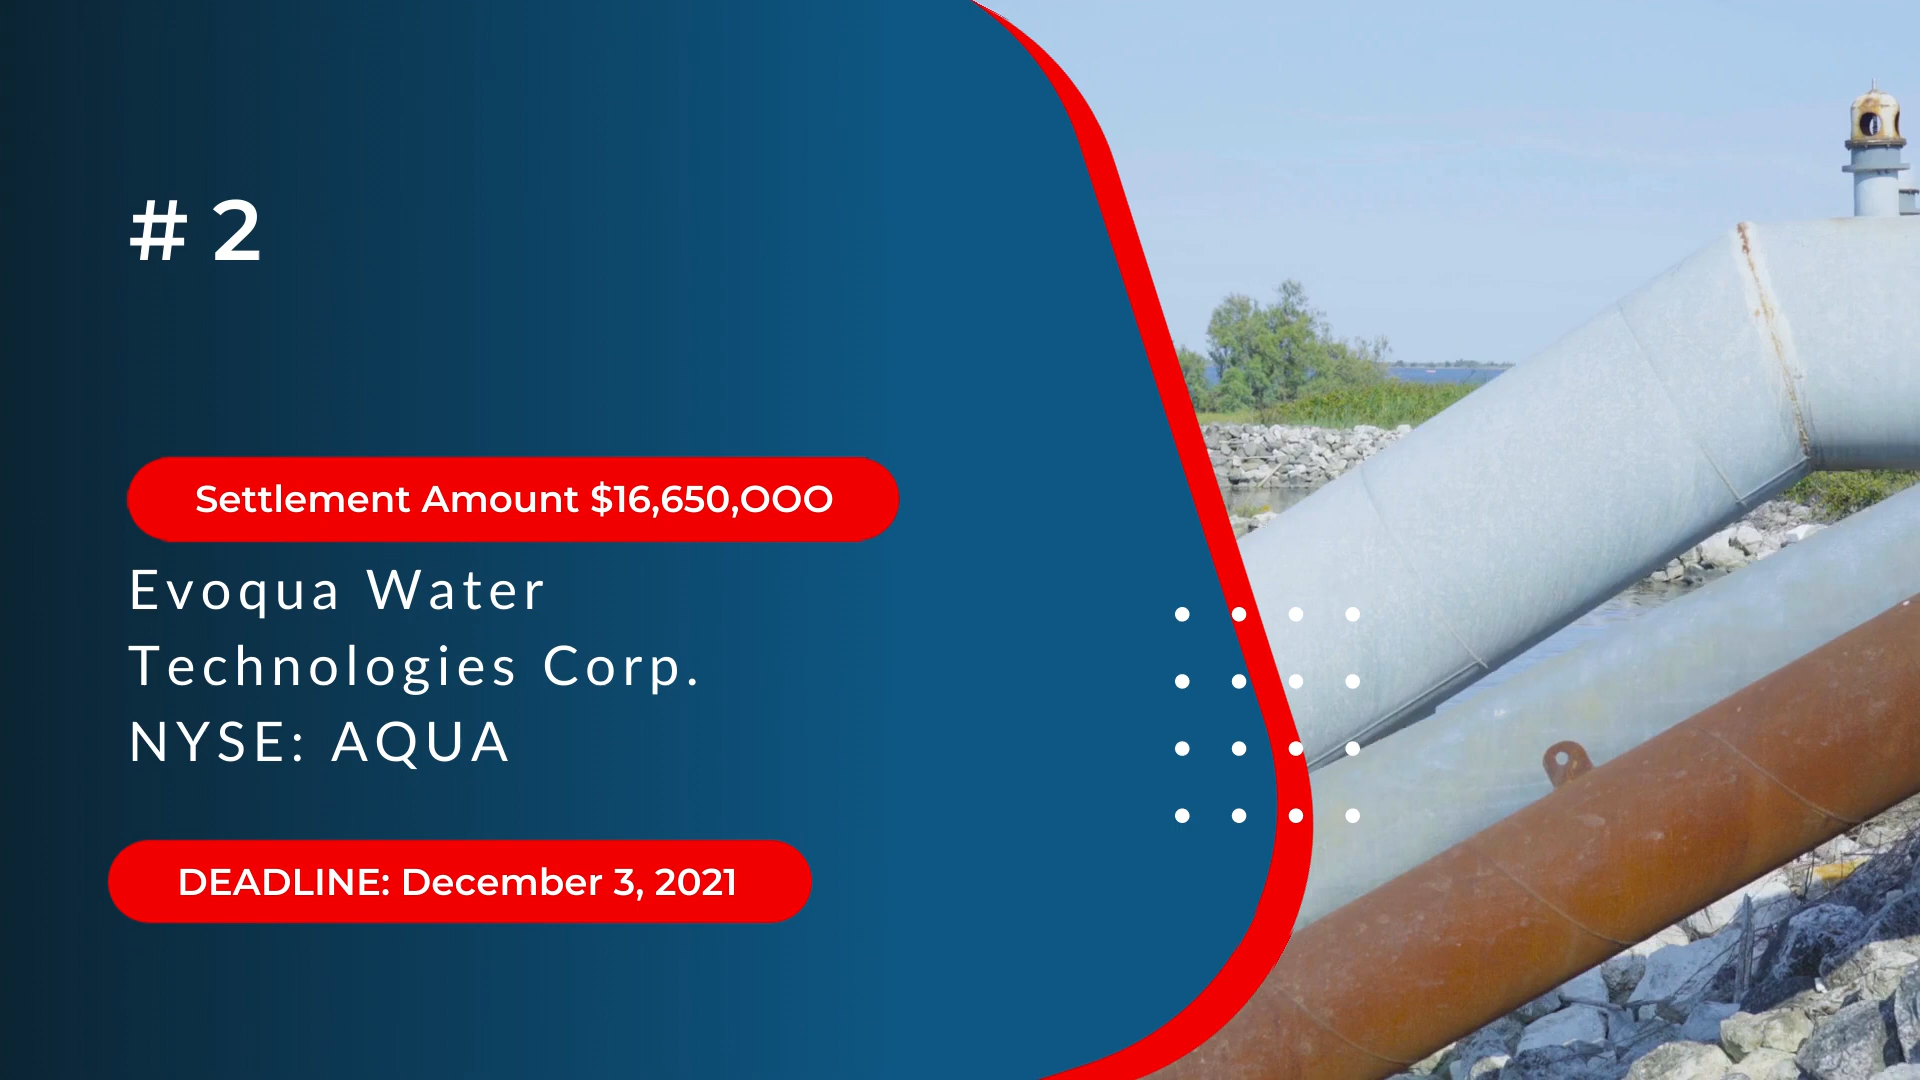 # 2
Settlement Amount $16,650,000
Evoqua Water
Technologies Corp.
NYSE: AQUA
DEADLINE: December 3, 2021